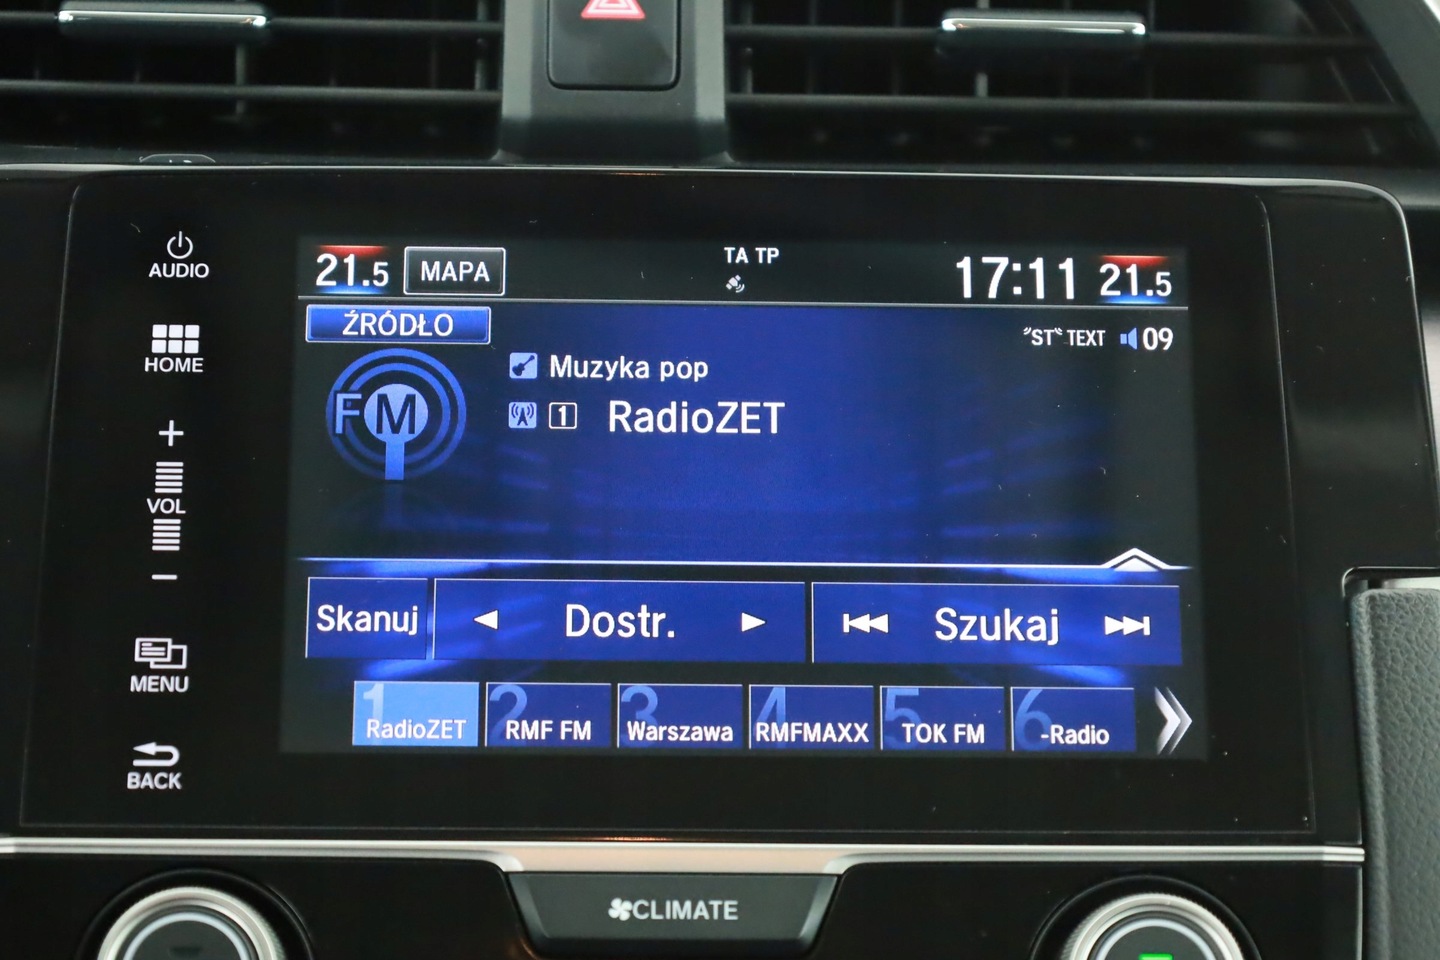 AUDIO
HOME
+
VOL
−
MENU
BACK
21.5
MAPA
TA TP
17:11
21.5
ŹRÓDŁO
"ST" TEXT
09
FM
Muzyka pop
1 RadioZET
Skanuj
Dostr.
Szukaj
1 RadioZET
2 RMF FM
3 Warszawa
4 RMFMAXX
5 TOK FM
6 -Radio
CLIMATE